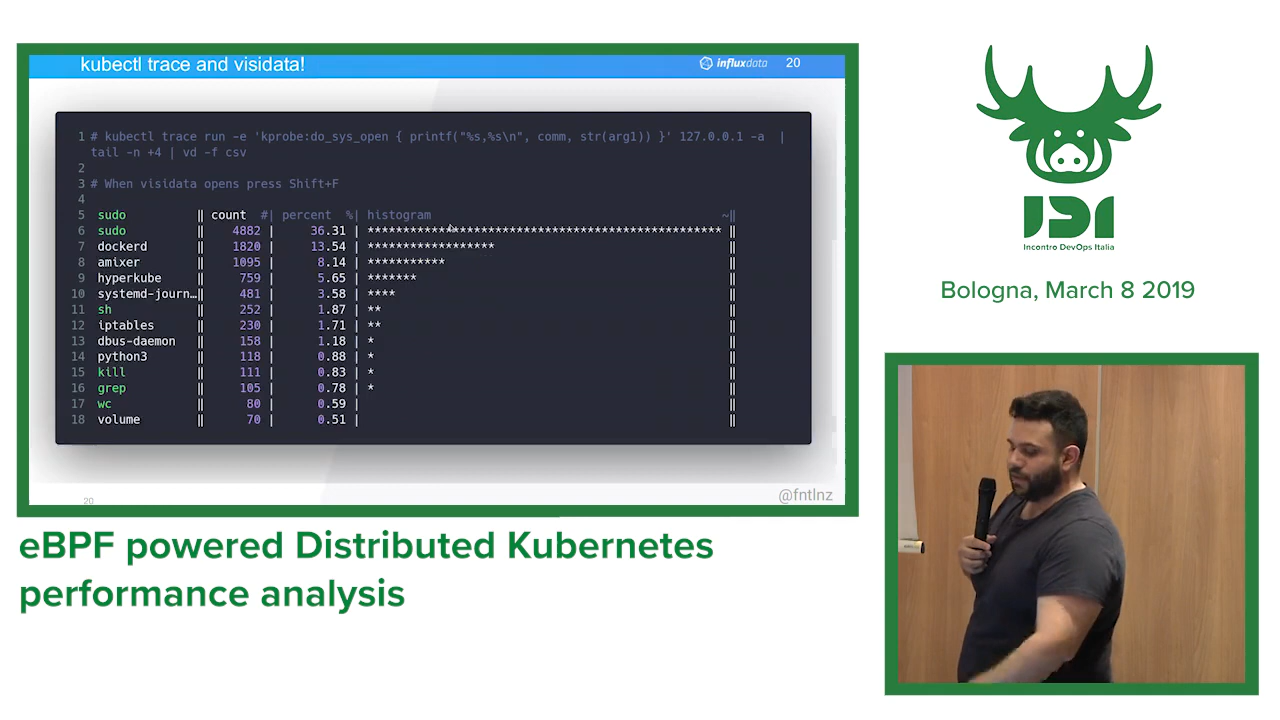 kubectl trace and visidata!
influxdata
20
1 # kubectl trace run -e 'kprobe:do_sys_open { printf("%s,%s\n", comm, str(arg1)) }' 127.0.0.1 -a |
tail -n +4 | vd -f csv
2
3 # When visidata opens press Shift+F
4
5 sudo ‖ count #| percent %| histogram ~‖
6 sudo ‖ 4882 | 36.31 | ************************************************** ‖
7 dockerd ‖ 1820 | 13.54 | ****************** ‖
8 amixer ‖ 1095 | 8.14 | *********** ‖
9 hyperkube ‖ 759 | 5.65 | ******* ‖
10 systemd-journ…‖ 481 | 3.58 | **** ‖
11 sh ‖ 252 | 1.87 | ** ‖
12 iptables ‖ 230 | 1.71 | ** ‖
13 dbus-daemon ‖ 158 | 1.18 | * ‖
14 python3 ‖ 118 | 0.88 | * ‖
15 kill ‖ 111 | 0.83 | * ‖
16 grep ‖ 105 | 0.78 | * ‖
17 wc ‖ 80 | 0.59 | ‖
18 volume ‖ 70 | 0.51 | ‖
20
@fntlnz
eBPF powered Distributed Kubernetes
performance analysis
IDI
Incontro DevOps Italia
Bologna, March 8 2019